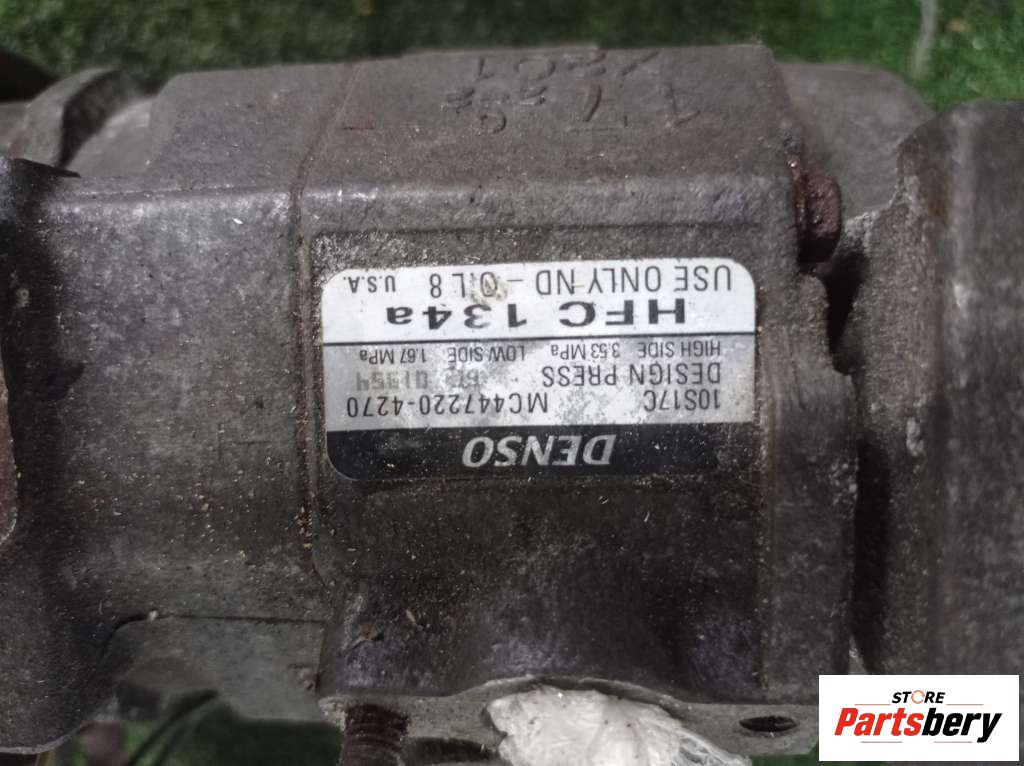 DENSO
10S17C MC447220-4270
DESIGN PRESS
HIGH SIDE 3.53 MPa LOW SIDE 1.67 MPa
HFC 134a
USE ONLY ND-OIL 8 U.S.A.
STORE
Partsbery